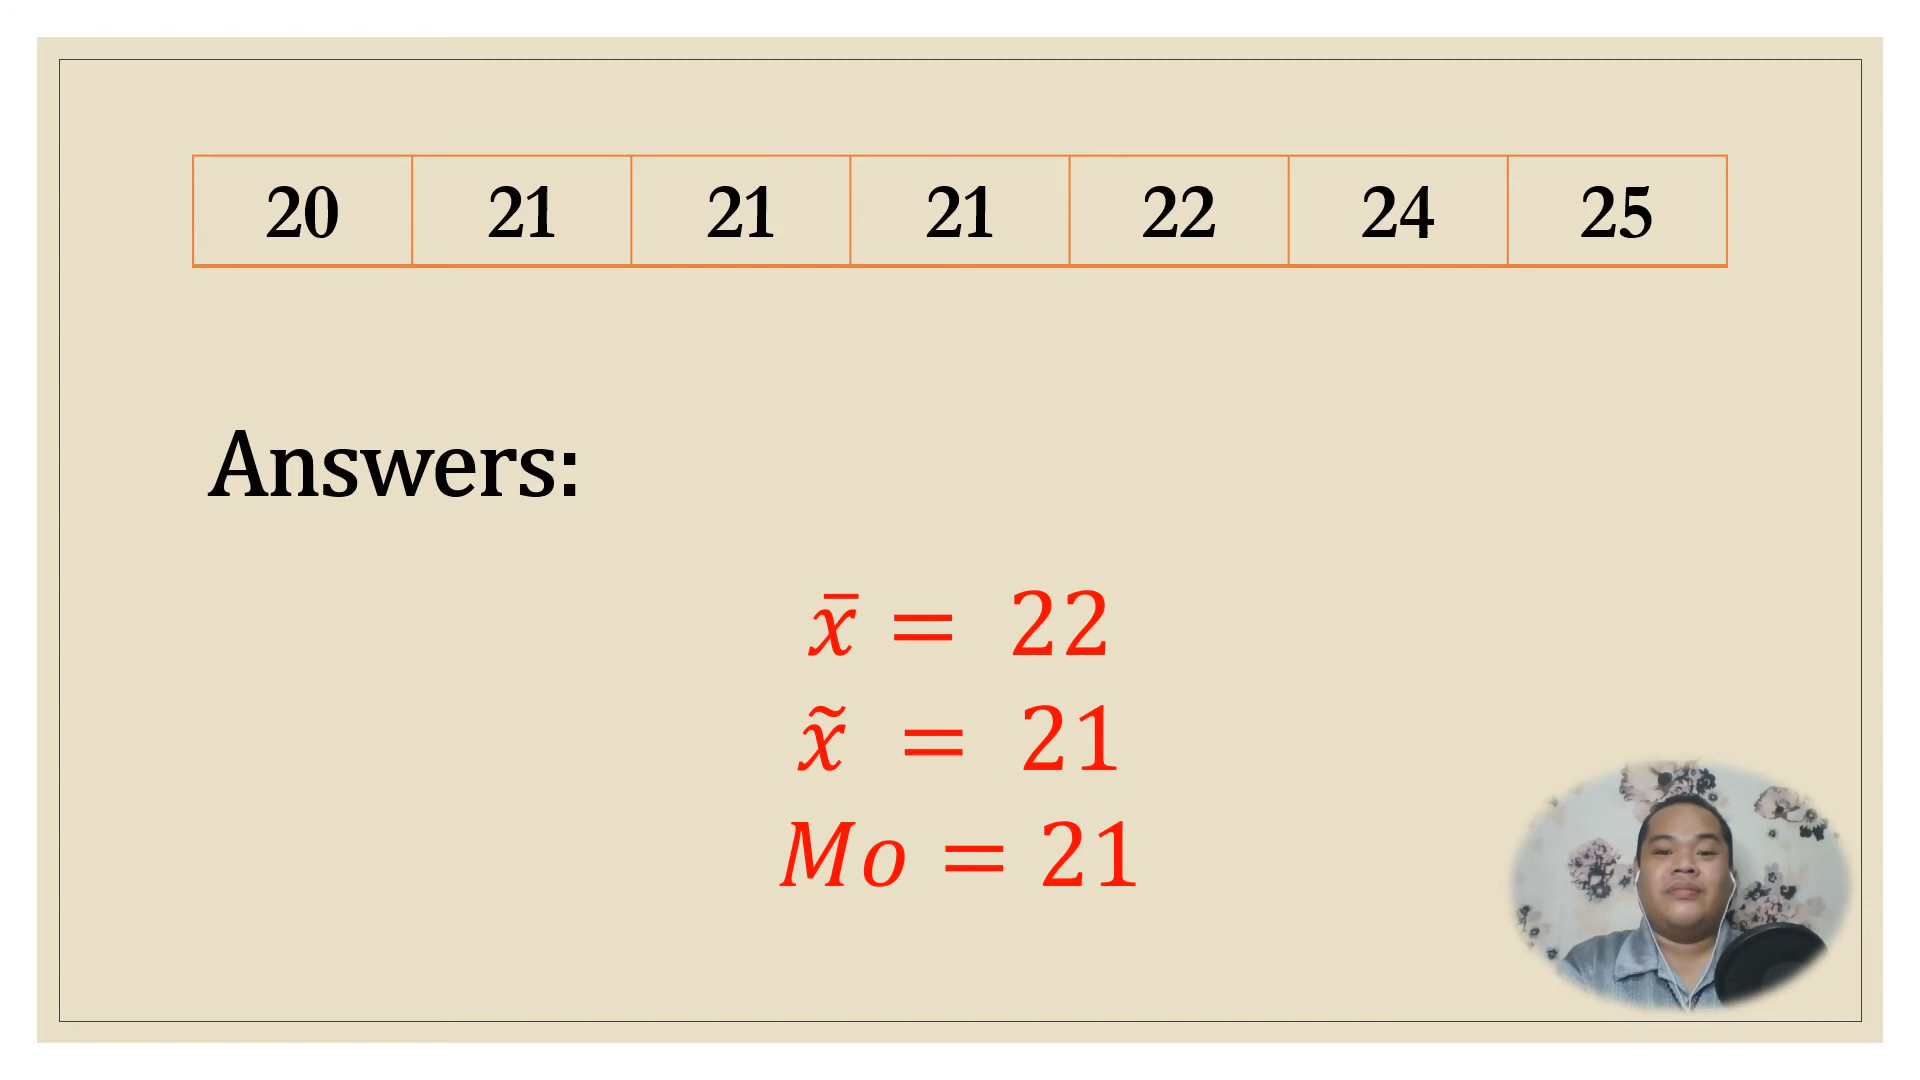 20 21 21 21 22 24 25
Answers:
x̄ = 22
x̃ = 21
Mo = 21